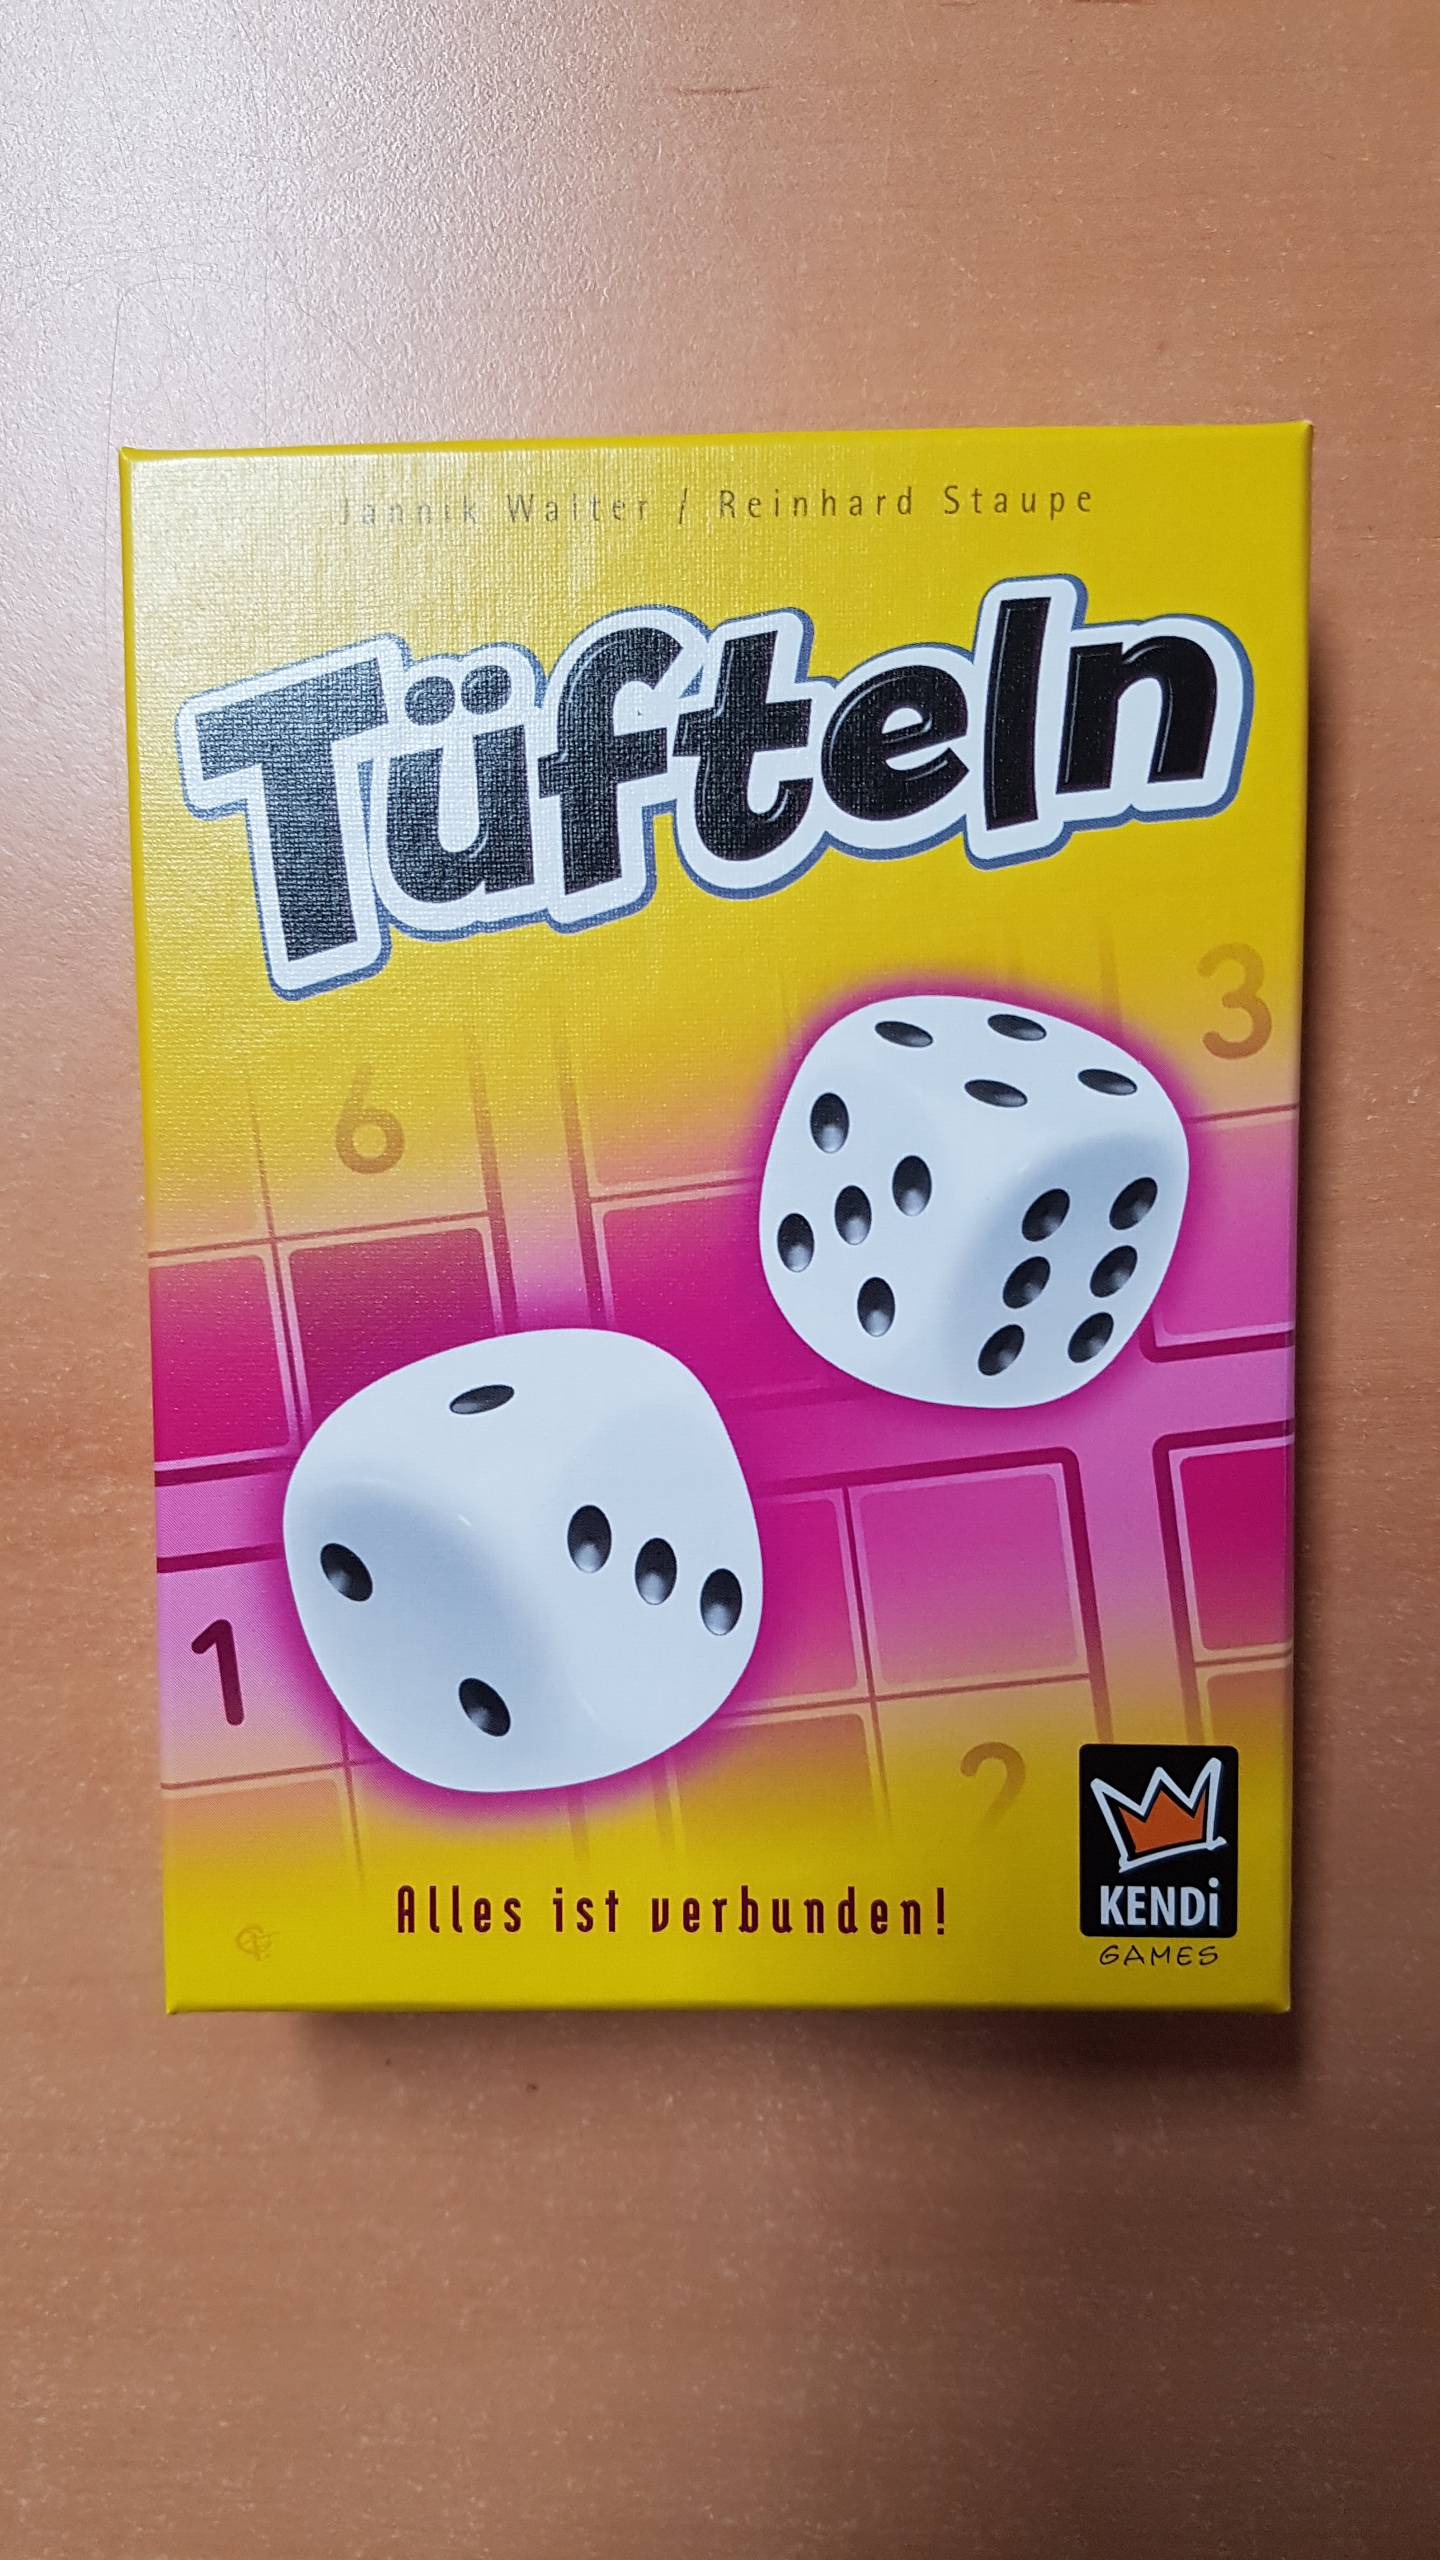 Jannik Walter / Reinhard Staupe
Tüfteln
3
6
1
2
Alles ist verbunden!
KENDi
GAMES